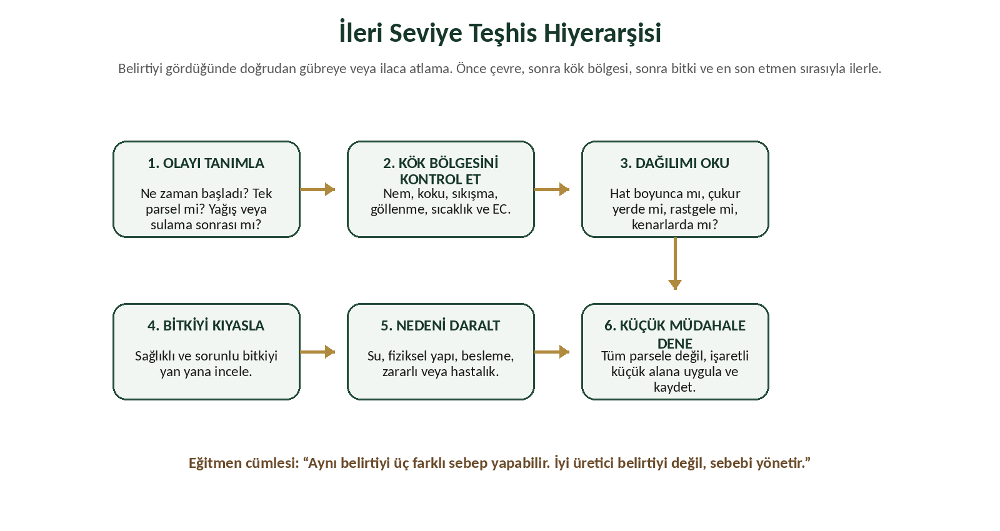 İleri Seviye Teşhis Hiyerarşisi
Belirtiyi gördüğünde doğrudan gübreye veya ilaca atlama. Önce çevre, sonra kök bölgesi, sonra bitki ve en son etmen sırasıyla ilerle.
1. OLAYI TANIMLA
Ne zaman başladı? Tek
parsel mi? Yağış veya
sulama sonrası mı?
2. KÖK BÖLGESİNİ
KONTROL ET
Nem, koku, sıkışma,
göllenme, sıcaklık ve EC.
3. DAĞILIMI OKU
Hat boyunca mı, çukur
yerde mi, rastgele mi,
kenarlarda mı?
4. BİTKİYİ KIYASLA
Sağlıklı ve sorunlu bitkiyi
yan yana incele.
5. NEDENİ DARALT
Su, fiziksel yapı, besleme,
zararlı veya hastalık.
6. KÜÇÜK MÜDAHALE
DENE
Tüm parsele değil, işaretli
küçük alana uygula ve
kaydet.
Eğitmen cümlesi: “Aynı belirtiyi üç farklı sebep yapabilir. İyi üretici belirtiyi değil, sebebi yönetir.”